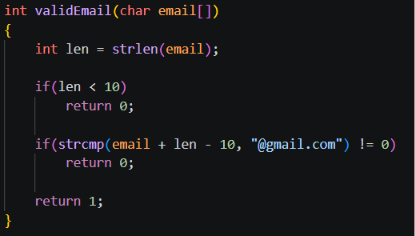 int validEmail(char email[])
{
    int len = strlen(email);

    if(len < 10)
        return 0;

    if(strcmp(email + len - 10, "@gmail.com") != 0)
        return 0;

    return 1;
}